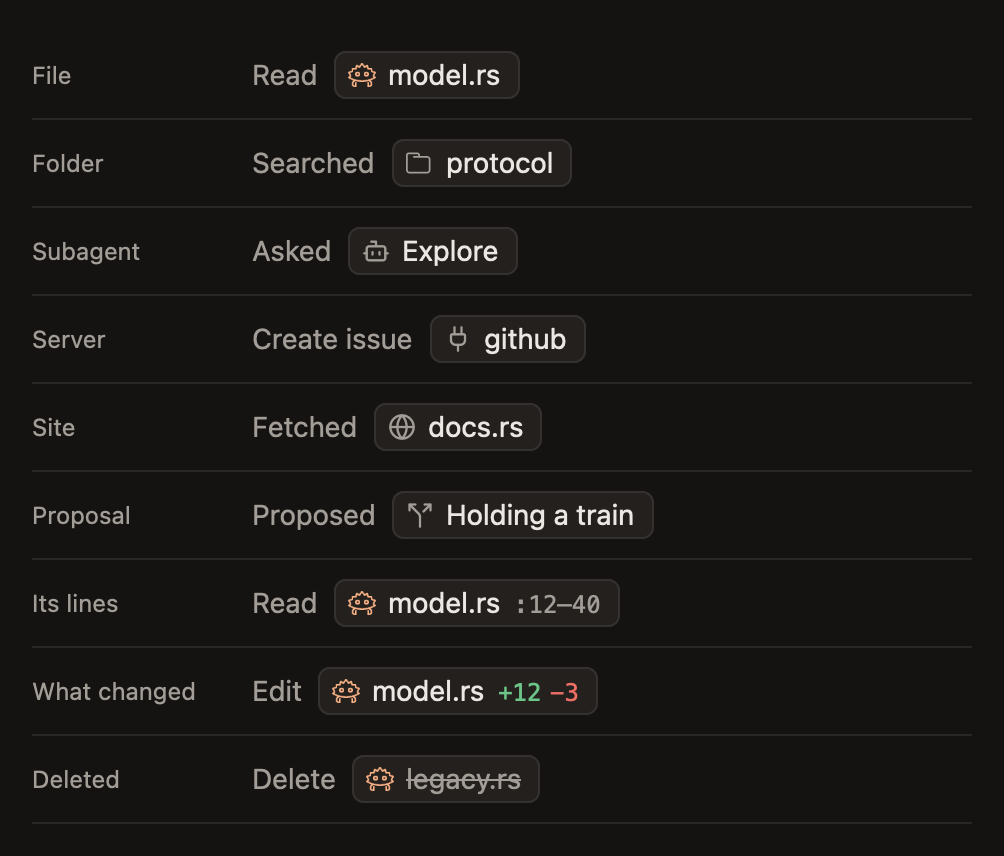 File Read model.rs
Folder Searched protocol
Subagent Asked Explore
Server Create issue github
Site Fetched docs.rs
Proposal Proposed Holding a train
Its lines Read model.rs :12–40
What changed Edit model.rs +12 −3
Deleted Delete legacy.rs